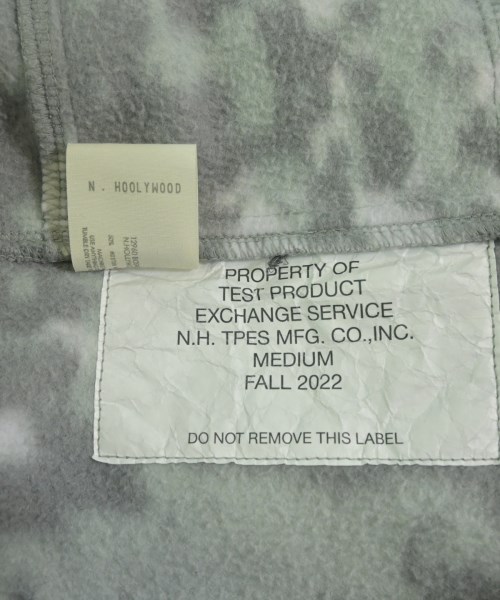 N. HOOLYWOOD
PROPERTY OF
TEST PRODUCT
EXCHANGE SERVICE
N.H. TPES MFG. CO.,INC.
MEDIUM
FALL 2022
DO NOT REMOVE THIS LABEL